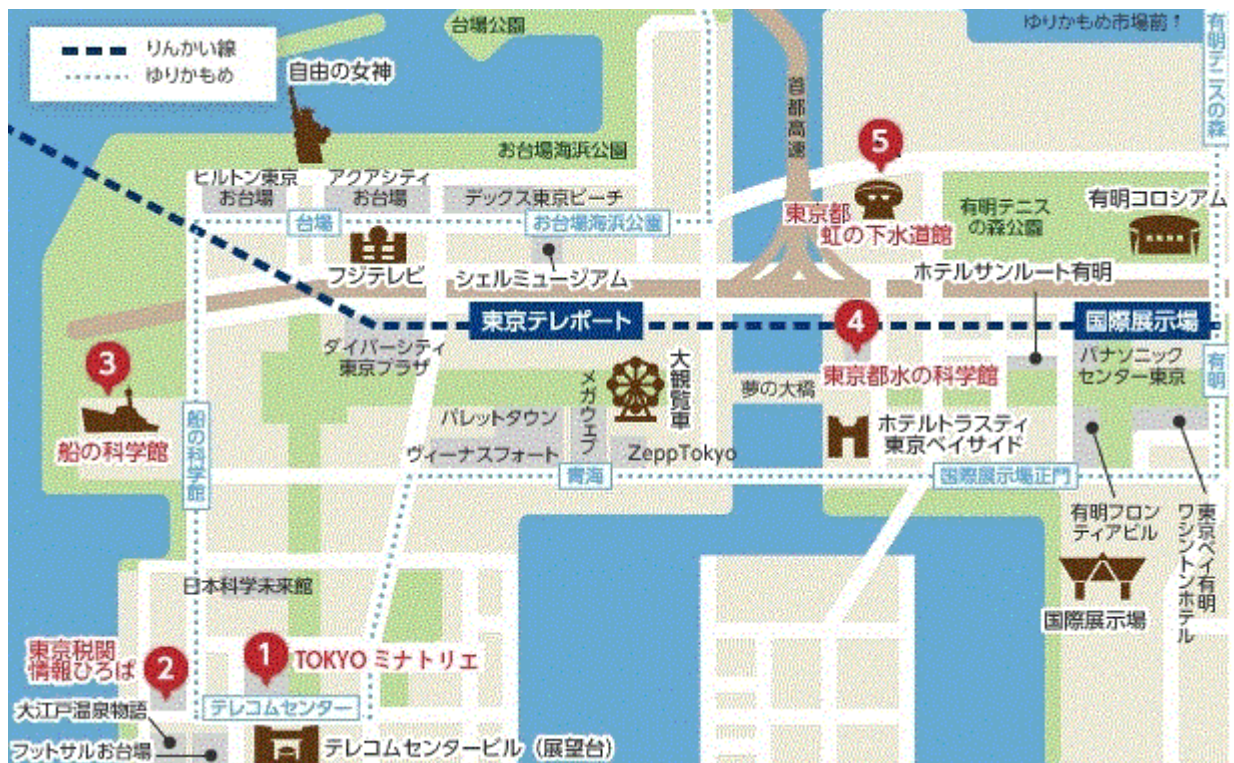 りんかい線
ゆりかもめ
自由の女神
台場公園
ゆりかもめ市場前↑
有明テニスの森
首都高速
お台場海浜公園
5
ヒルトン東京
お台場
アクアシティ
お台場
デックス東京ビーチ
台場
お台場海浜公園
東京都
虹の下水道館
有明テニス
の森公園
有明コロシアム
フジテレビ
シェルミュージアム
ホテルサンルート有明
東京テレポート
4
国際展示場
ダイバーシティ
東京プラザ
3
大観覧車
メガウェブ
夢の大橋
東京都水の科学館
パナソニック
センター東京
有明
船の科学館
船の科学館
パレットタウン
ヴィーナスフォート
ZeppTokyo
ホテルトラスティ
東京ベイサイド
青海
国際展示場正門
有明フロン
ティアビル
東京ベイ有明
ワシントンホテル
国際展示場
日本科学未来館
東京税関
情報ひろば
2
1
TOKYO ミナトリエ
大江戸温泉物語
テレコムセンター
フットサルお台場
テレコムセンタービル（展望台）